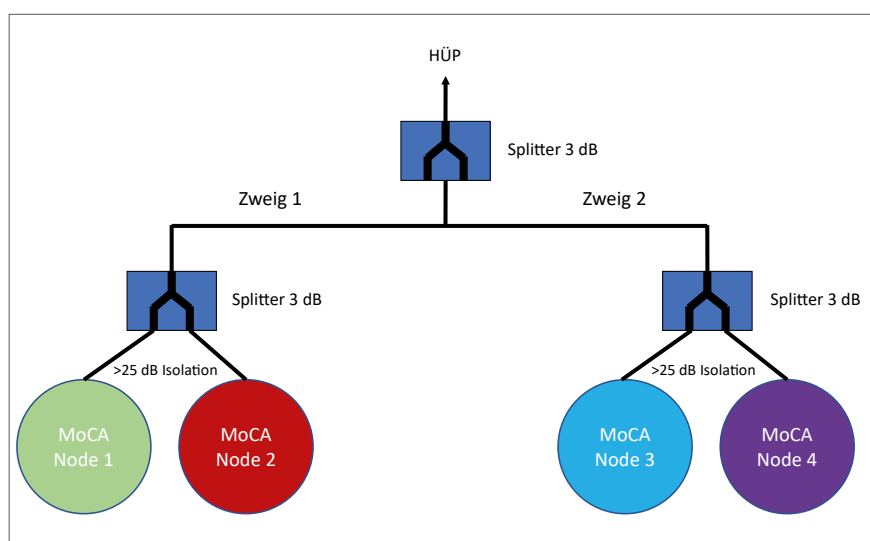 HÜP
Splitter 3 dB
Zweig 1
Zweig 2
Splitter 3 dB
Splitter 3 dB
>25 dB Isolation
>25 dB Isolation
MoCA
Node 1
MoCA
Node 2
MoCA
Node 3
MoCA
Node 4